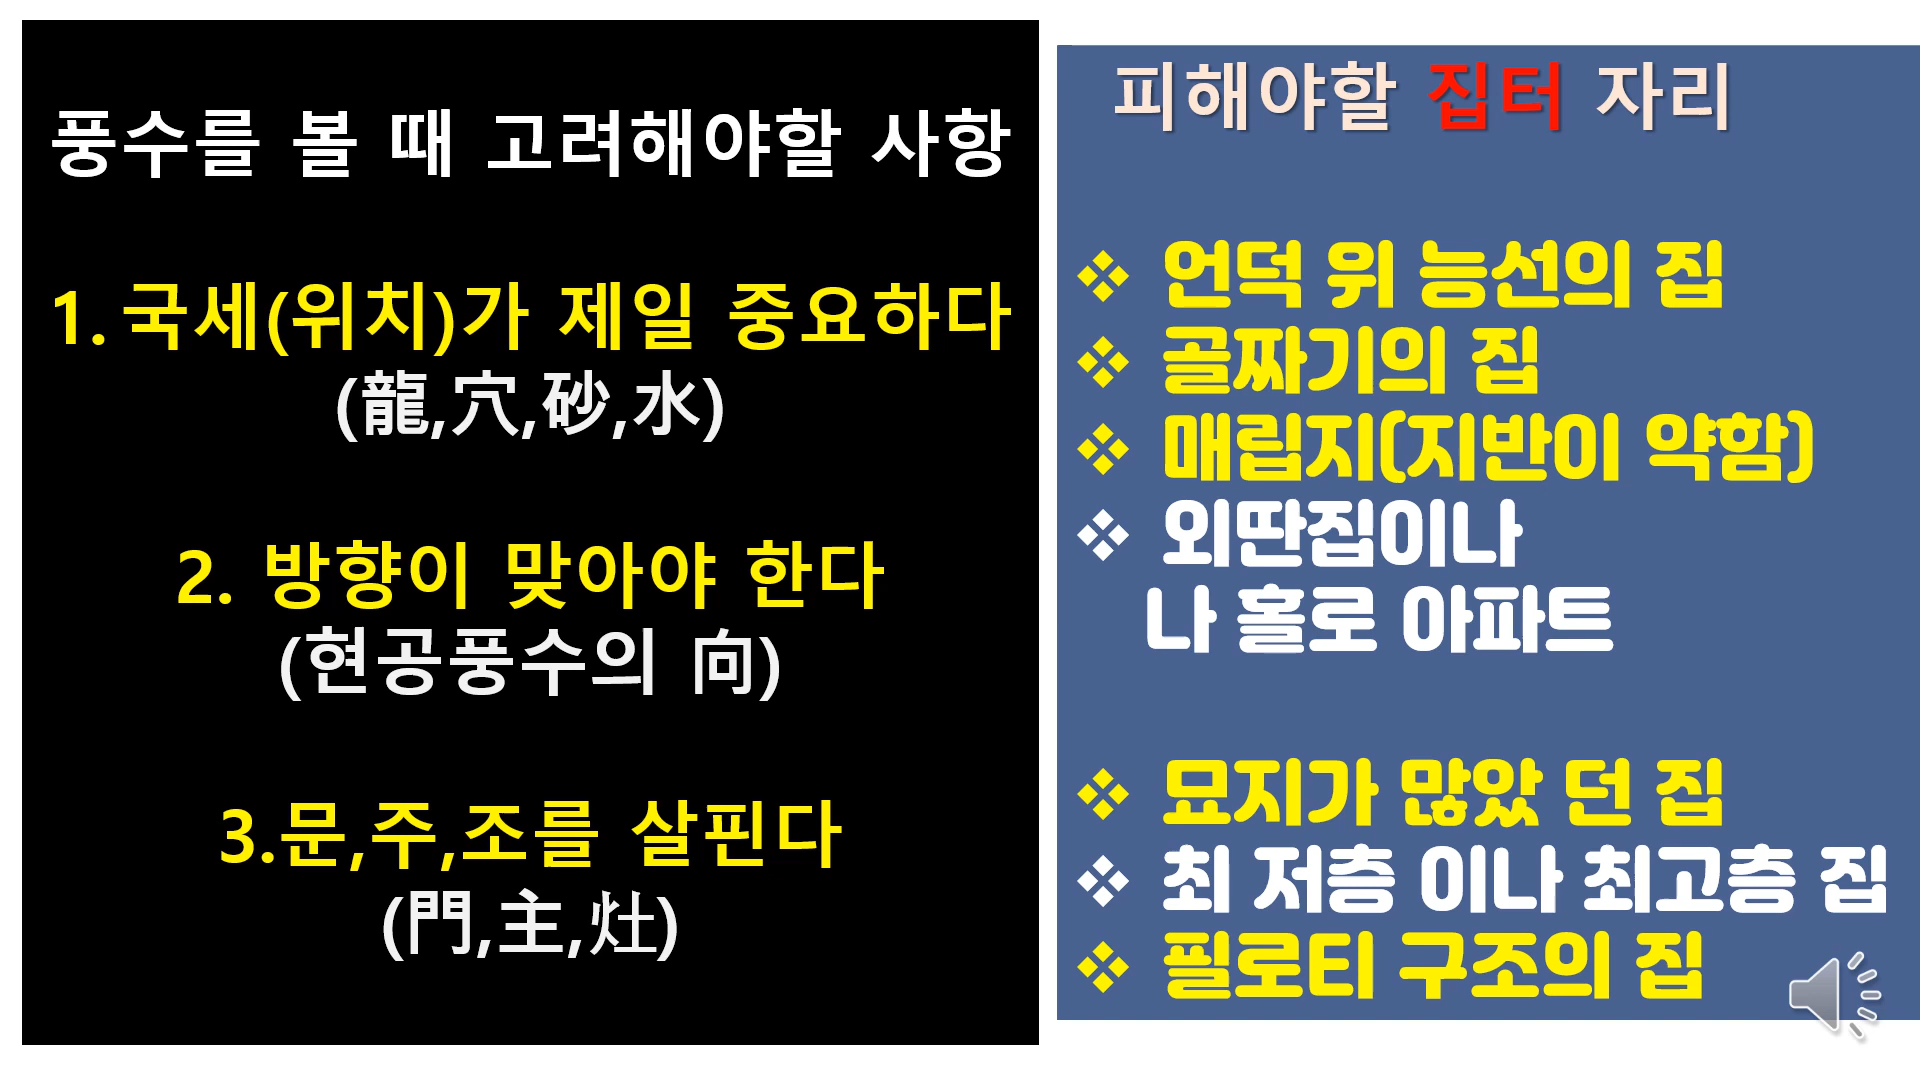 풍수를 볼 때 고려해야할 사항
1. 국세(위치)가 제일 중요하다
(龍,穴,砂,水)
2. 방향이 맞아야 한다
(현공풍수의 向)
3.문,주,조를 살핀다
(門,主,灶)
피해야할 집터 자리
❖ 언덕 위 능선의 집
❖ 골짜기의 집
❖ 매립지(지반이 약함)
❖ 외딴집이나
나 홀로 아파트
❖ 묘지가 많았 던 집
❖ 최 저층 이나 최고층 집
❖ 필로티 구조의 집